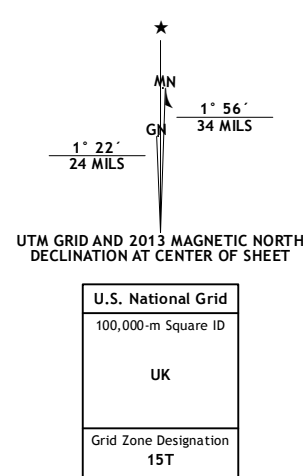 ★
MN
1° 56´
34 MILS
GN
1° 22´
24 MILS
UTM GRID AND 2013 MAGNETIC NORTH
DECLINATION AT CENTER OF SHEET
U.S. National Grid
100,000-m Square ID
UK
Grid Zone Designation
15T